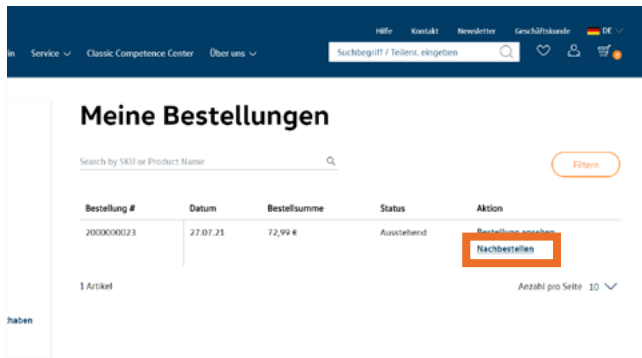 Hilfe Kontakt Newsletter Geschäftskunde DE
in Service Classic Competence Center Über uns Suchbegriff / Teilenr. eingeben
Meine Bestellungen
Search by SKU or Product Name Filtern
Bestellung # Datum Bestellsumme Status Aktion
2000000023 27.07.21 72,99 € Ausstehend Bestellung ansehen
Nachbestellen
1 Artikel Anzahl pro Seite 10
haben